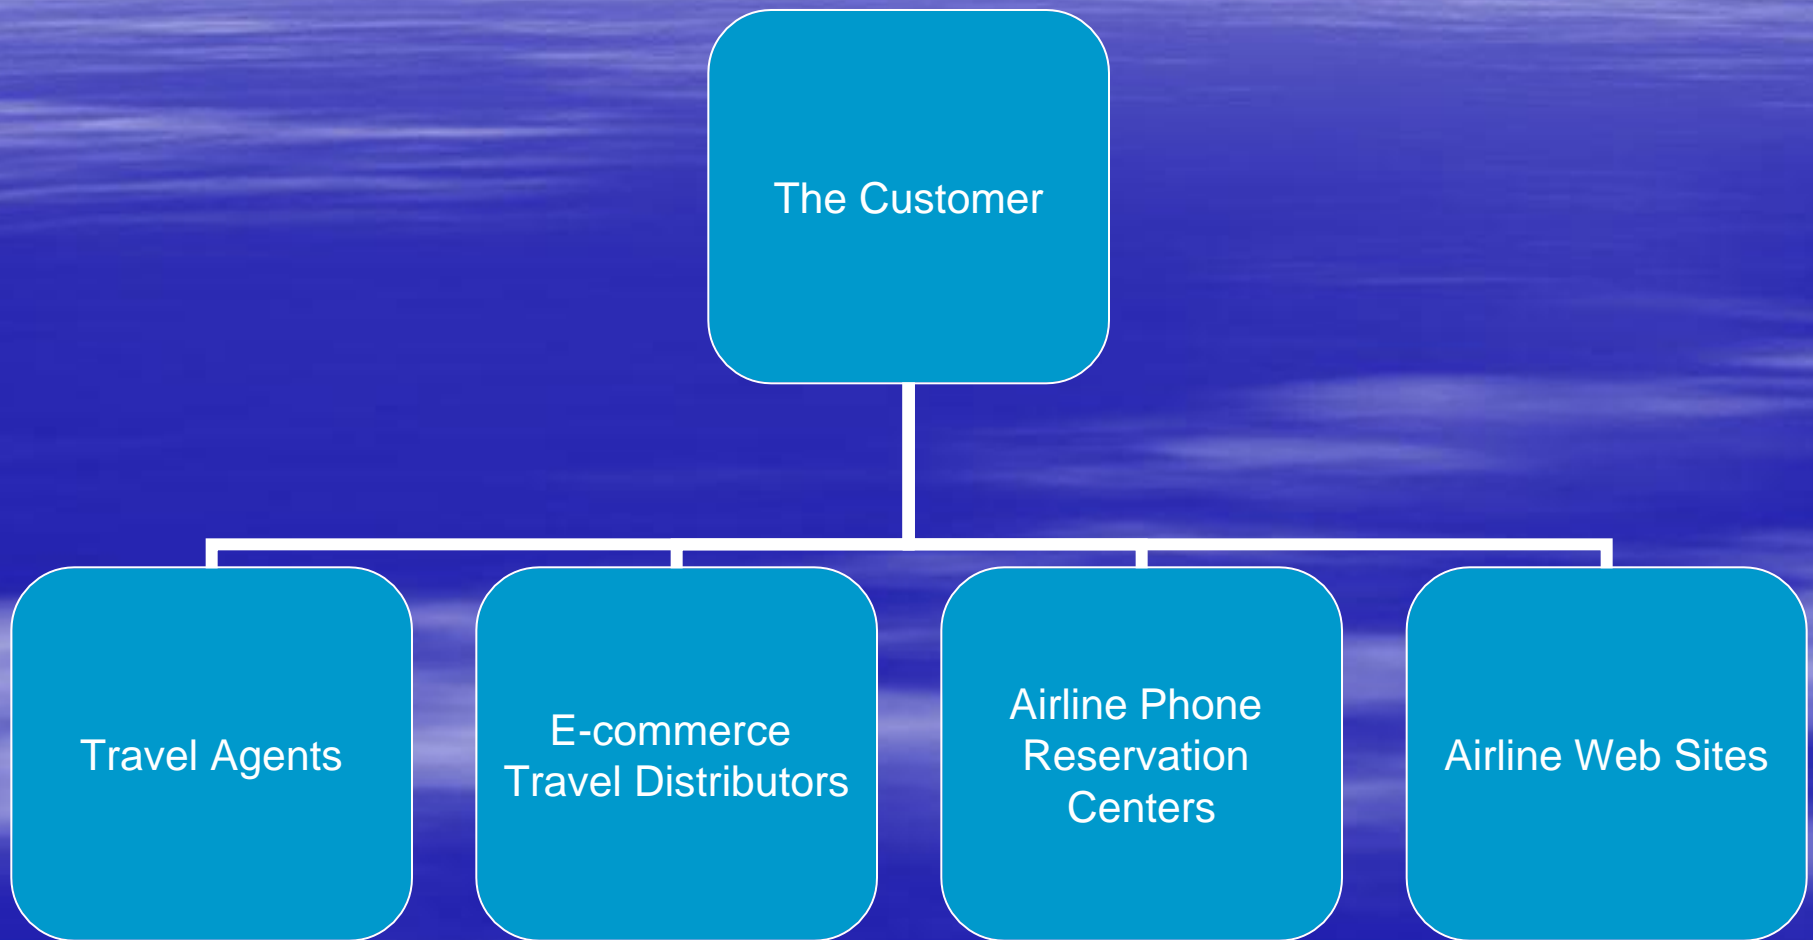 The Customer
Travel Agents
E-commerce
Travel Distributors
Airline Phone
Reservation
Centers
Airline Web Sites